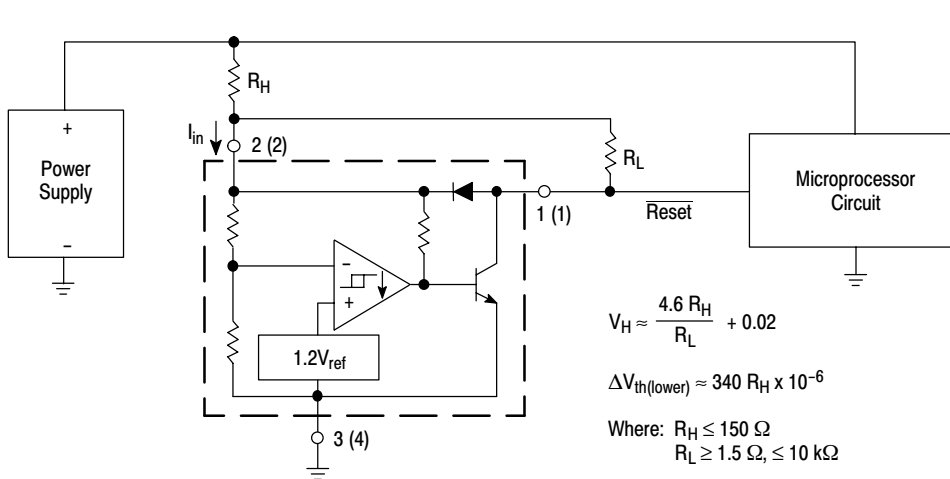 R_H
I_in
2 (2)
+
Power
Supply
−
R_L
1 (1)
Reset
Microprocessor
Circuit
−
+
1.2V_ref
3 (4)
V_H ≈ 4.6 R_H / R_L + 0.02
ΔV_th(lower) ≈ 340 R_H x 10^−6
Where: R_H ≤ 150 Ω
R_L ≥ 1.5 Ω, ≤ 10 kΩ